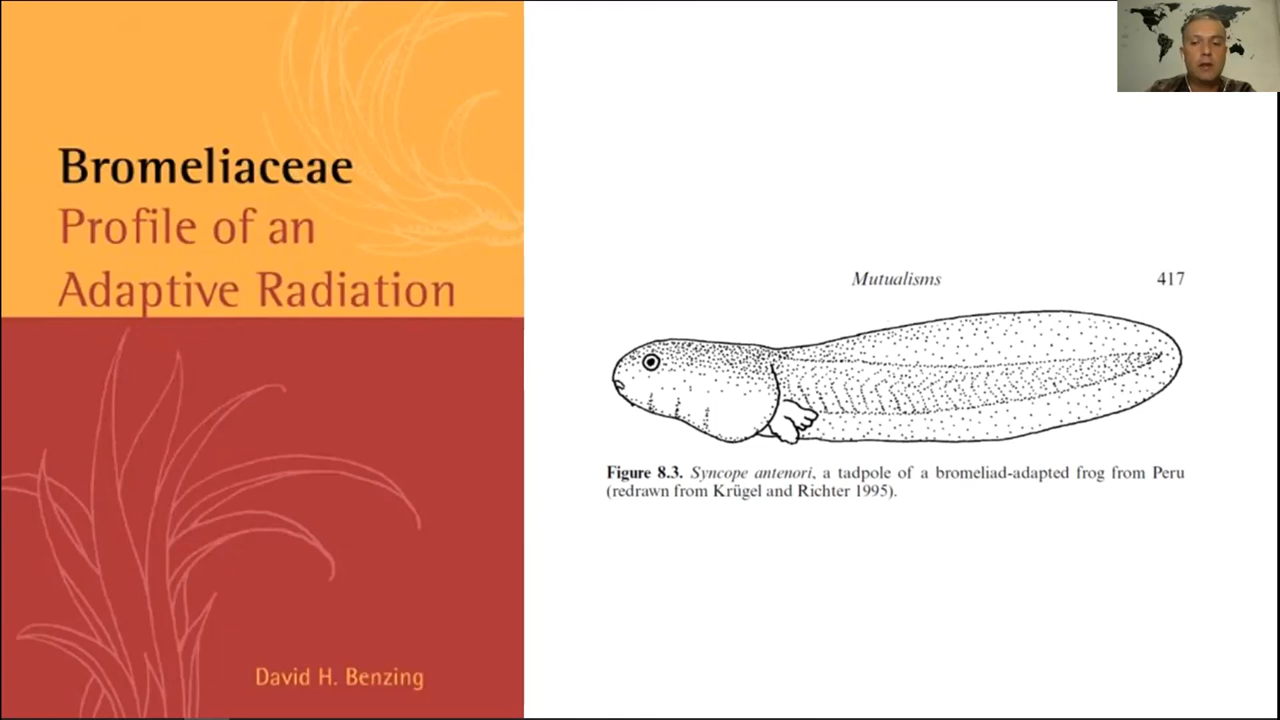 Bromeliaceae
Profile of an
Adaptive Radiation
David H. Benzing
Mutualisms 417
Figure 8.3. Syncope antenori, a tadpole of a bromeliad-adapted frog from Peru
(redrawn from Krügel and Richter 1995).